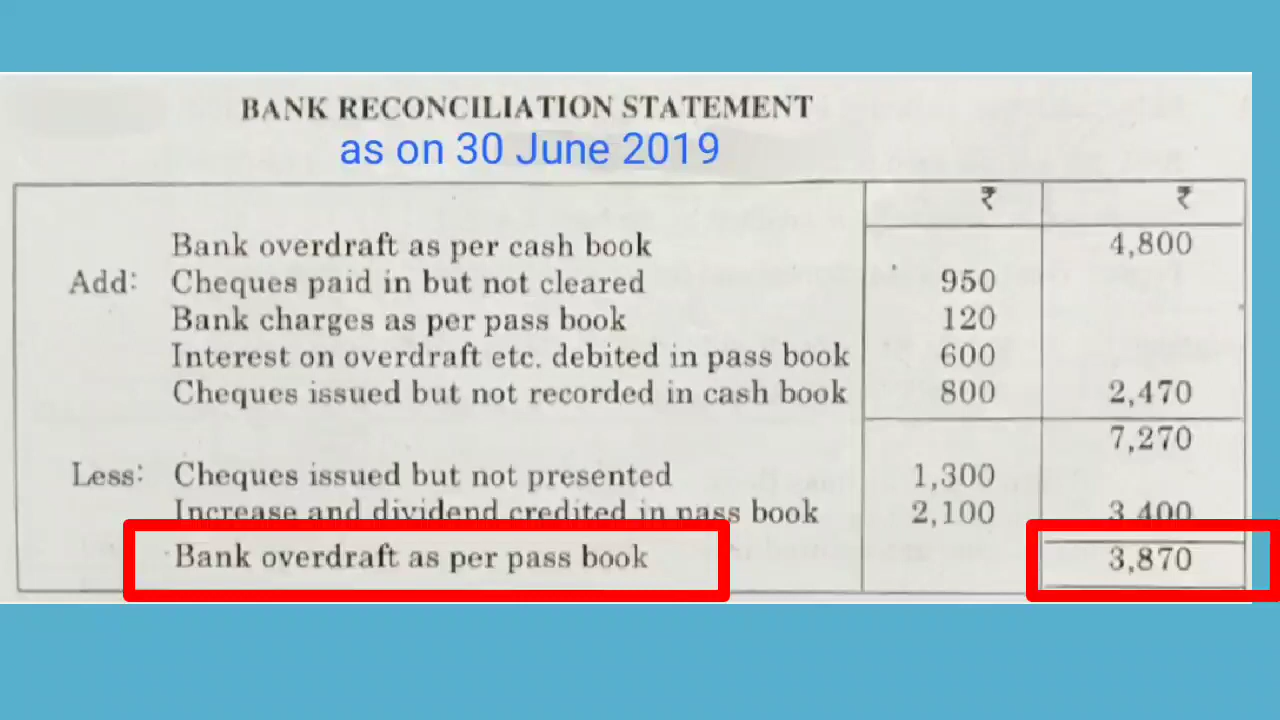 BANK RECONCILIATION STATEMENT
as on 30 June 2019
₹ ₹
Bank overdraft as per cash book 4,800
Add: Cheques paid in but not cleared 950
Bank charges as per pass book 120
Interest on overdraft etc. debited in pass book 600
Cheques issued but not recorded in cash book 800 2,470
7,270
Less: Cheques issued but not presented 1,300
Increase and dividend credited in pass book 2,100 3,400
Bank overdraft as per pass book 3,870